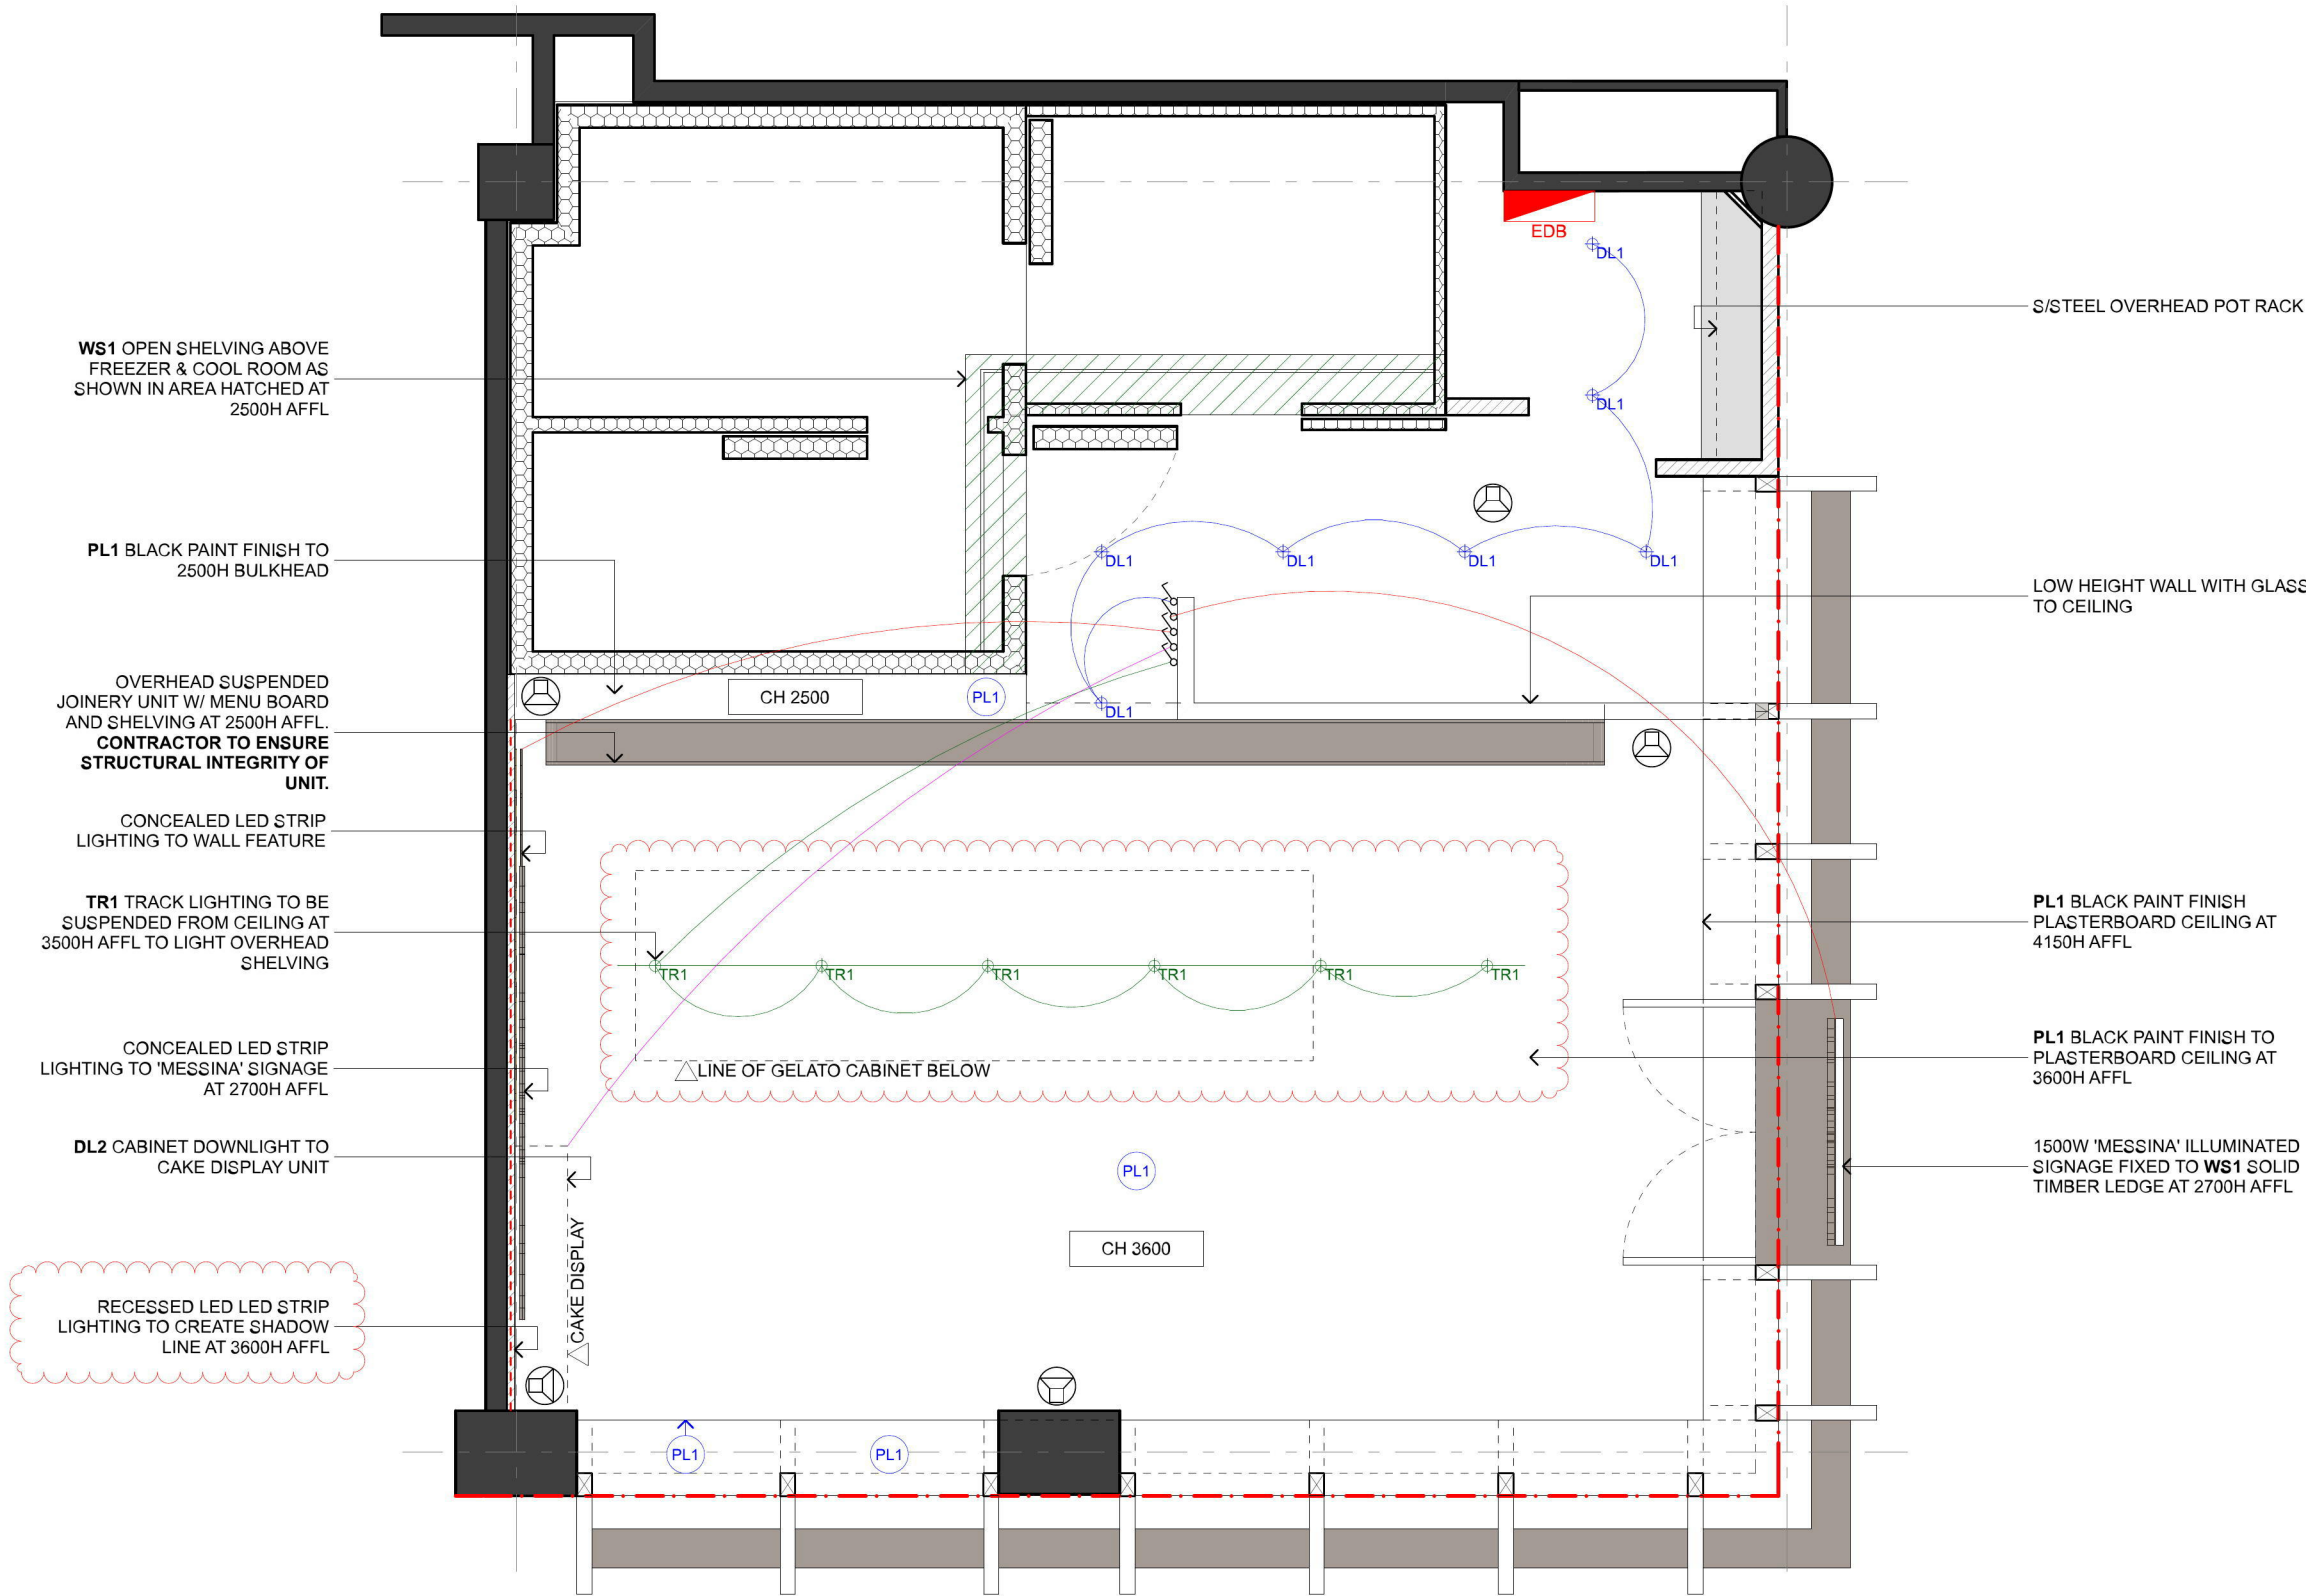 WS1 OPEN SHELVING ABOVE
FREEZER & COOL ROOM AS
SHOWN IN AREA HATCHED AT
2500H AFFL
PL1 BLACK PAINT FINISH TO
2500H BULKHEAD
OVERHEAD SUSPENDED
JOINERY UNIT W/ MENU BOARD
AND SHELVING AT 2500H AFFL.
CONTRACTOR TO ENSURE
STRUCTURAL INTEGRITY OF
UNIT.
CONCEALED LED STRIP
LIGHTING TO WALL FEATURE
TR1 TRACK LIGHTING TO BE
SUSPENDED FROM CEILING AT
3500H AFFL TO LIGHT OVERHEAD
SHELVING
CONCEALED LED STRIP
LIGHTING TO 'MESSINA' SIGNAGE
AT 2700H AFFL
DL2 CABINET DOWNLIGHT TO
CAKE DISPLAY UNIT
RECESSED LED LED STRIP
LIGHTING TO CREATE SHADOW
LINE AT 3600H AFFL
EDB
DL1
DL1
DL1
DL1
DL1
DL1
DL1
CH 2500
PL1
TR1
TR1
TR1
TR1
TR1
TR1
LINE OF GELATO CABINET BELOW
PL1
CH 3600
CAKE DISPLAY
PL1
PL1
S/STEEL OVERHEAD POT RACK
LOW HEIGHT WALL WITH GLASS
TO CEILING
PL1 BLACK PAINT FINISH
PLASTERBOARD CEILING AT
4150H AFFL
PL1 BLACK PAINT FINISH TO
PLASTERBOARD CEILING AT
3600H AFFL
1500W 'MESSINA' ILLUMINATED
SIGNAGE FIXED TO WS1 SOLID
TIMBER LEDGE AT 2700H AFFL